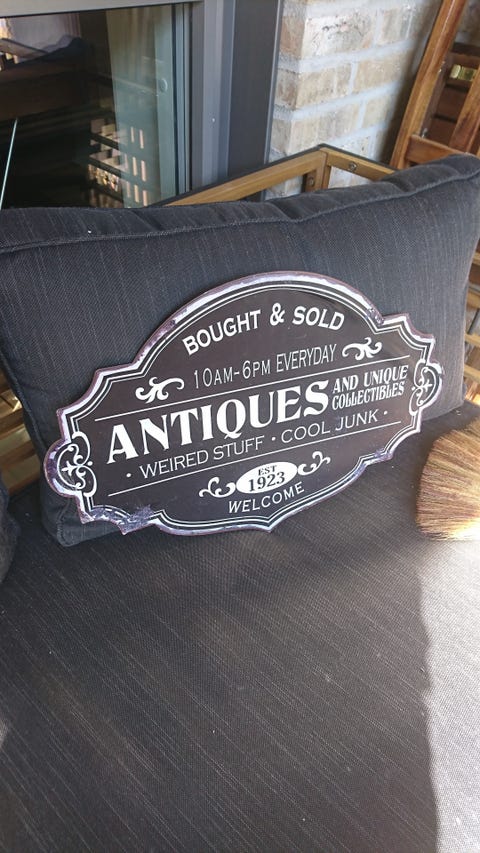 BOUGHT & SOLD
10AM-6PM EVERYDAY
ANTIQUES AND UNIQUE COLLECTIBLES
• WEIRED STUFF • COOL JUNK •
EST
1923
WELCOME